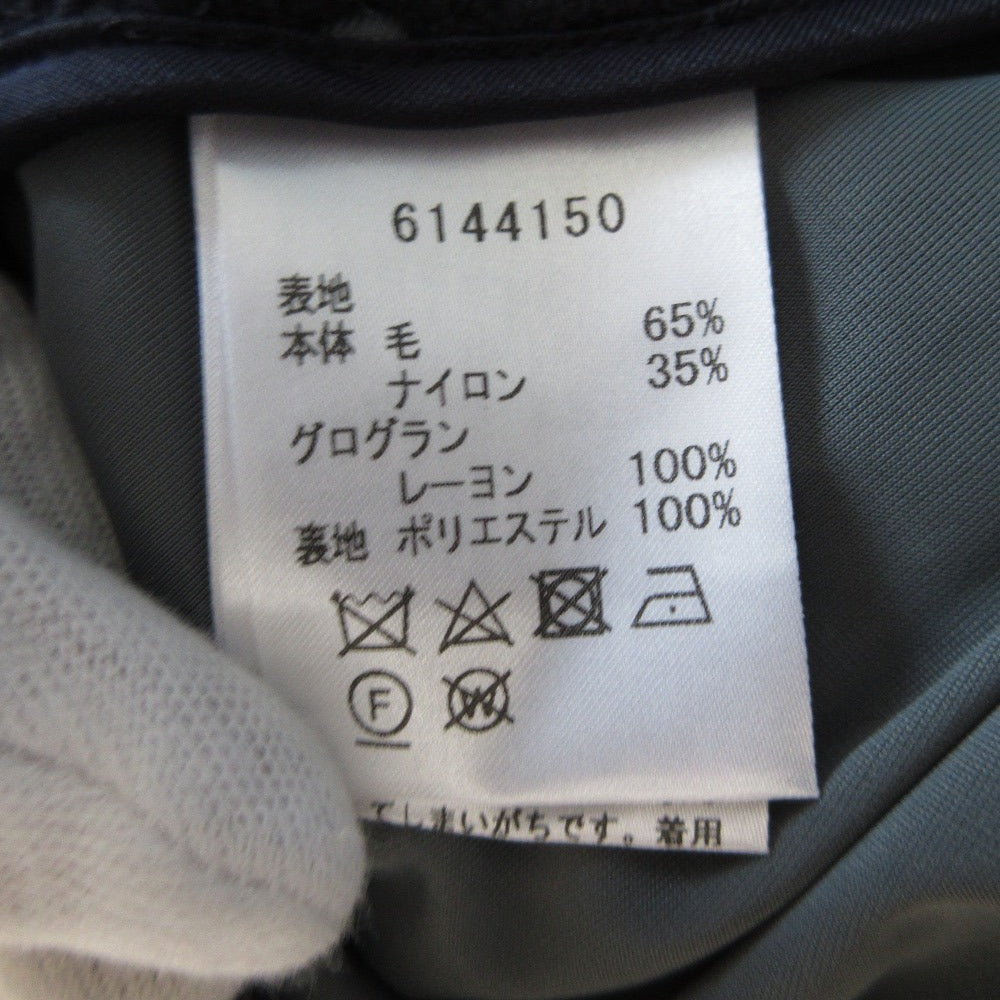 6144150
表地
本体 毛 65%
ナイロン 35%
グログラン
レーヨン 100%
表地 ポリエステル 100%
F
W
てしまいがちです。着用